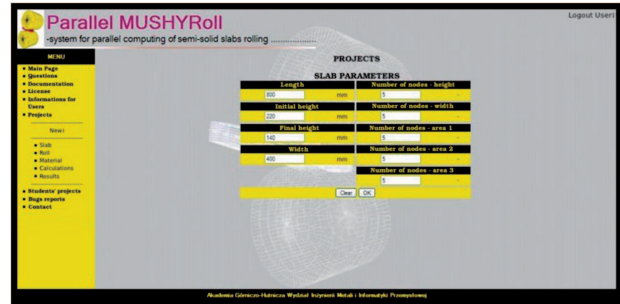 Parallel MUSHYRoll
-system for parallel computing of semi-solid slabs rolling ...................
Logout User1
MENU
Main Page
Questions
Documentation
License
Informations for Users
Projects
New1
Slab
Roll
Material
Calculations
Results
Students' projects
Bugs reports
Contact
PROJECTS
SLAB PARAMETERS
Length
800 mm
Initial height
220 mm
Final height
140 mm
Width
400 mm
Number of nodes - height
5 -
Number of nodes - width
5 -
Number of nodes - area 1
5 -
Number of nodes - area 2
5 -
Number of nodes - area 3
5 -
Clear OK
Akademia Górniczo-Hutnicza Wydział Inżynierii Metali i Informatyki Przemysłowej